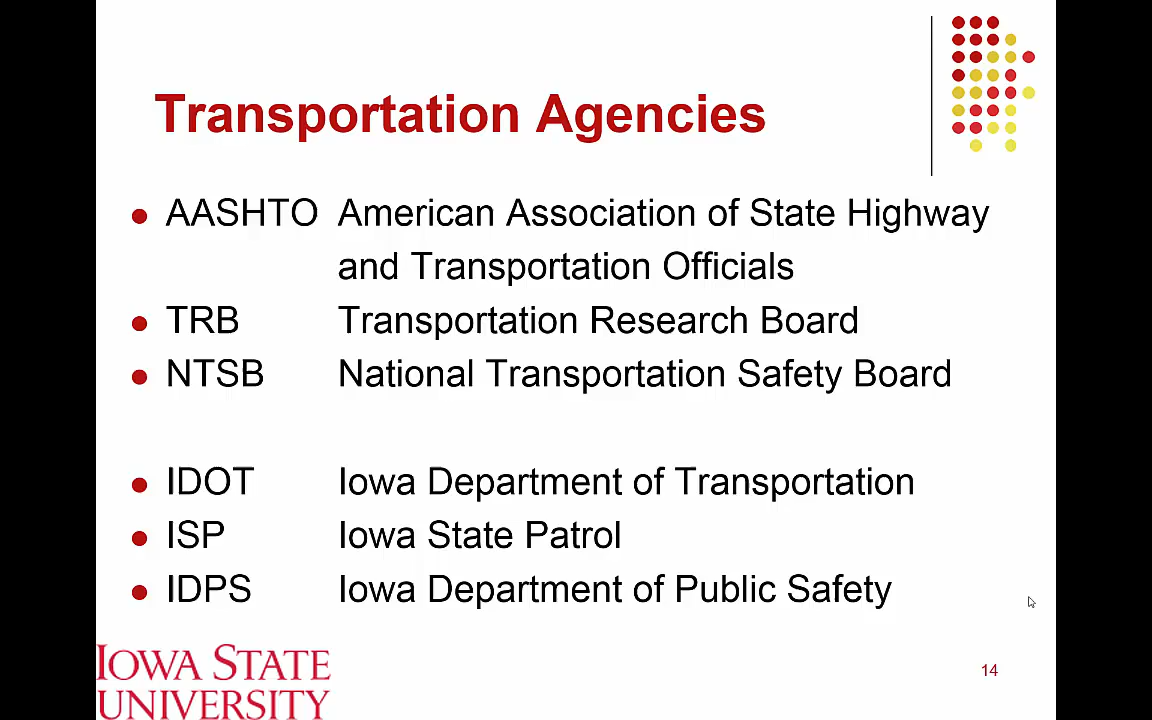 Transportation Agencies
AASHTO American Association of State Highway
and Transportation Officials
TRB Transportation Research Board
NTSB National Transportation Safety Board
IDOT Iowa Department of Transportation
ISP Iowa State Patrol
IDPS Iowa Department of Public Safety
IOWA STATE
UNIVERSITY
14